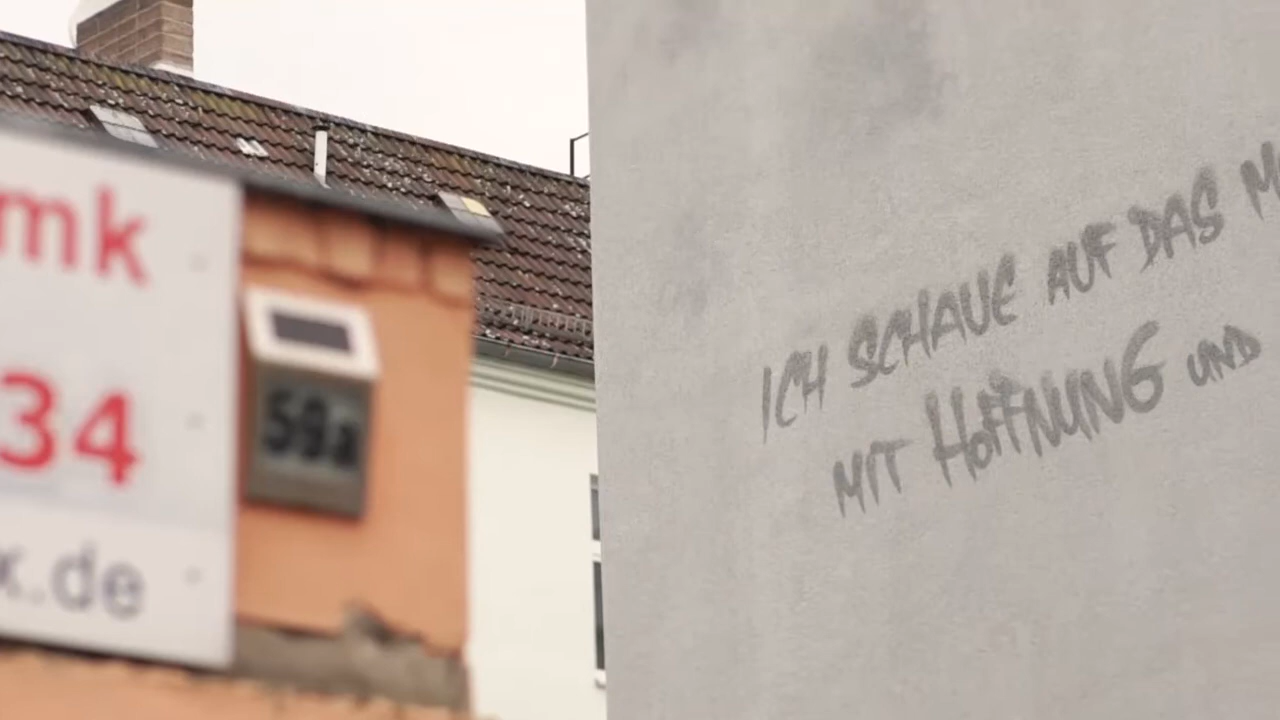 mk
34
x.de
59a
ICH SCHAUE AUF DAS M
MIT HOFFNUNG UND